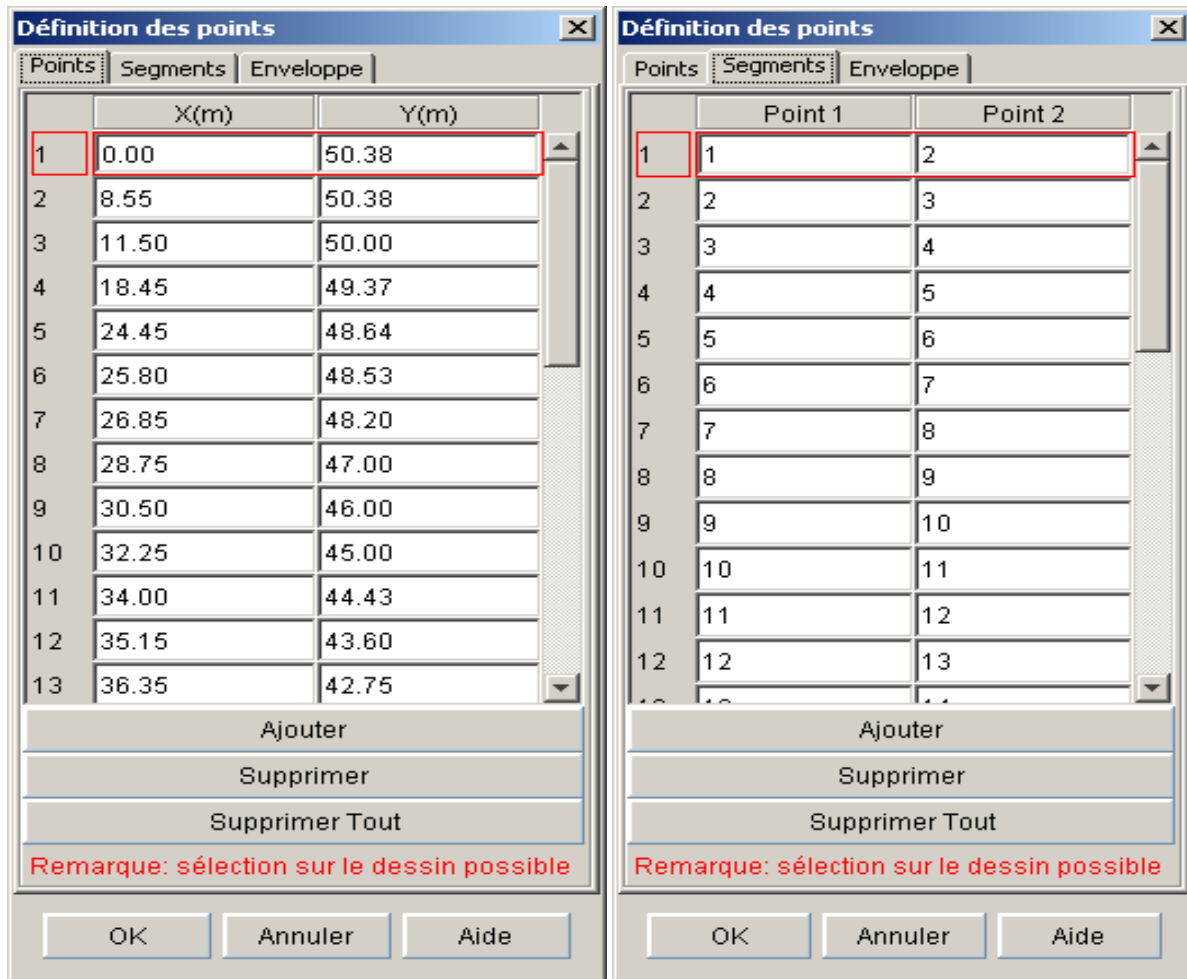 Définition des points
Points Segments Enveloppe
X(m) Y(m)
1 0.00 50.38
2 8.55 50.38
3 11.50 50.00
4 18.45 49.37
5 24.45 48.64
6 25.80 48.53
7 26.85 48.20
8 28.75 47.00
9 30.50 46.00
10 32.25 45.00
11 34.00 44.43
12 35.15 43.60
13 36.35 42.75
Ajouter
Supprimer
Supprimer Tout
Remarque: sélection sur le dessin possible
OK Annuler Aide
Définition des points
Points Segments Enveloppe
Point 1 Point 2
1 1 2
2 2 3
3 3 4
4 4 5
5 5 6
6 6 7
7 7 8
8 8 9
9 9 10
10 10 11
11 11 12
12 12 13
Ajouter
Supprimer
Supprimer Tout
Remarque: sélection sur le dessin possible
OK Annuler Aide